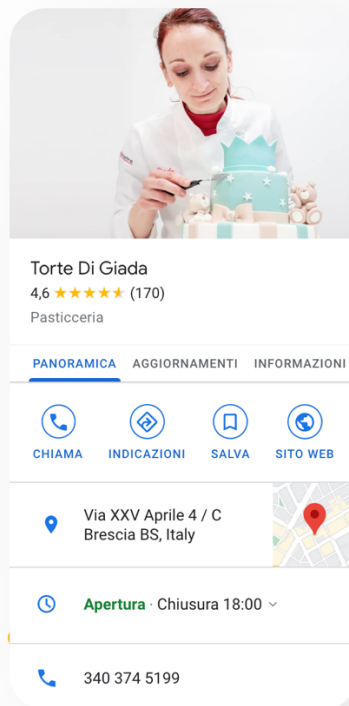 Torte Di Giada
4,6 ★★★★★ (170)
Pasticceria
PANORAMICA AGGIORNAMENTI INFORMAZIONI
CHIAMA INDICAZIONI SALVA SITO WEB
Via XXV Aprile 4 / C
Brescia BS, Italy
Apertura · Chiusura 18:00
340 374 5199